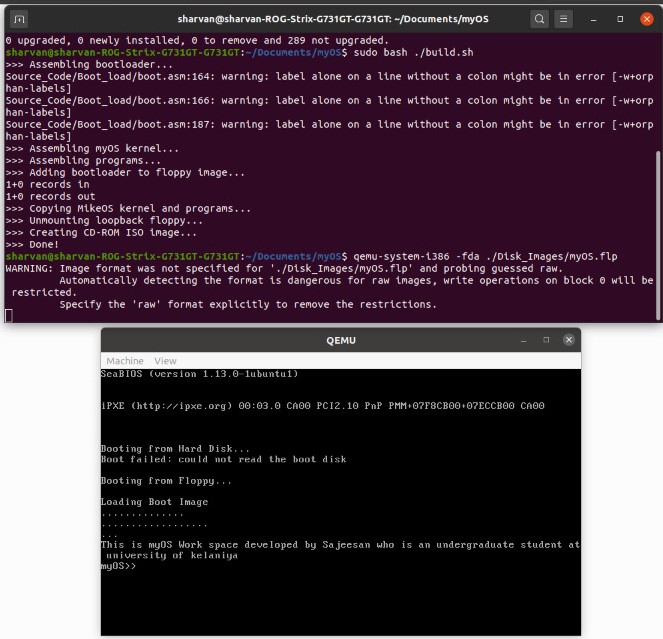 sharvan@sharvan-ROG-Strix-G731GT-G731GT: ~/Documents/myOS
0 upgraded, 0 newly installed, 0 to remove and 289 not upgraded.
sharvan@sharvan-ROG-Strix-G731GT-G731GT:~/Documents/myOS$ sudo bash ./build.sh
>>> Assembling bootloader...
Source_Code/Boot_load/boot.asm:164: warning: label alone on a line without a colon might be in error [-w+orp
han-labels]
Source_Code/Boot_load/boot.asm:166: warning: label alone on a line without a colon might be in error [-w+orp
han-labels]
Source_Code/Boot_load/boot.asm:187: warning: label alone on a line without a colon might be in error [-w+orp
han-labels]
>>> Assembling myOS kernel...
>>> Assembling programs...
>>> Adding bootloader to floppy image...
1+0 records in
1+0 records out
>>> Copying MikeOS kernel and programs...
>>> Unmounting loopback floppy...
>>> Creating CD-ROM ISO image...
>>> Done!
sharvan@sharvan-ROG-Strix-G731GT-G731GT:~/Documents/myOS$ qemu-system-i386 -fda ./Disk_Images/myOS.flp
WARNING: Image format was not specified for './Disk_Images/myOS.flp' and probing guessed raw.
         Automatically detecting the format is dangerous for raw images, write operations on block 0 will be
 restricted.
         Specify the 'raw' format explicitly to remove the restrictions.
QEMU
Machine View
SeaBIOS (version 1.13.0-1ubuntu1)
iPXE (http://ipxe.org) 00:03.0 CA00 PCI2.10 PnP PMM+07F8CB00+07ECCB00 CA00
Booting from Hard Disk...
Boot failed: could not read the boot disk
Booting from Floppy...
Loading Boot Image
..............
..................
...
This is myOS Work space developed by Sajeesan who is an undergraduate student at
 university of kelaniya
myOS>>